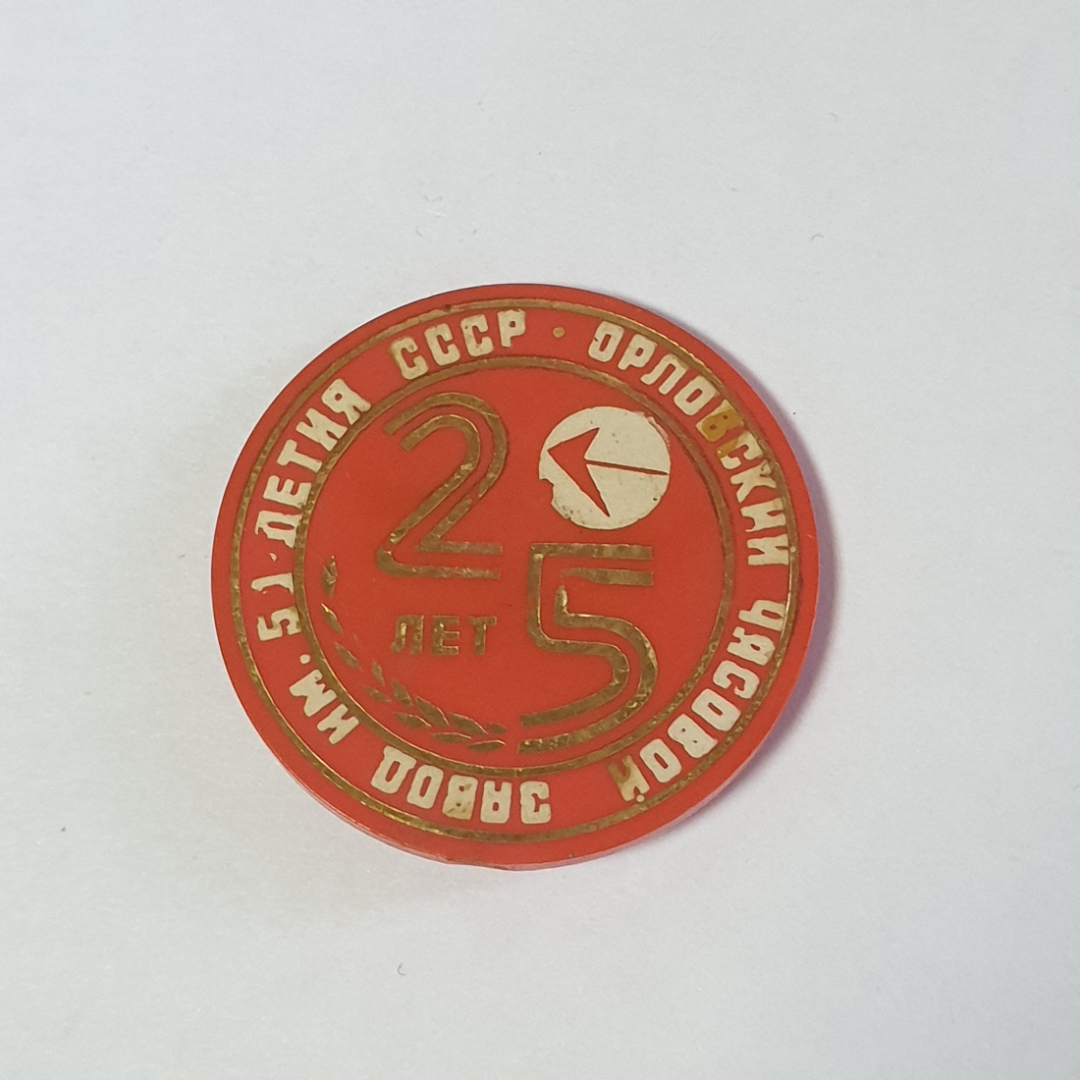 ОРЛОВСКИЙ ЧАСОВОЙ ЗАВОД ИМ. 50-ЛЕТИЯ СССР ·
25
ЛЕТ